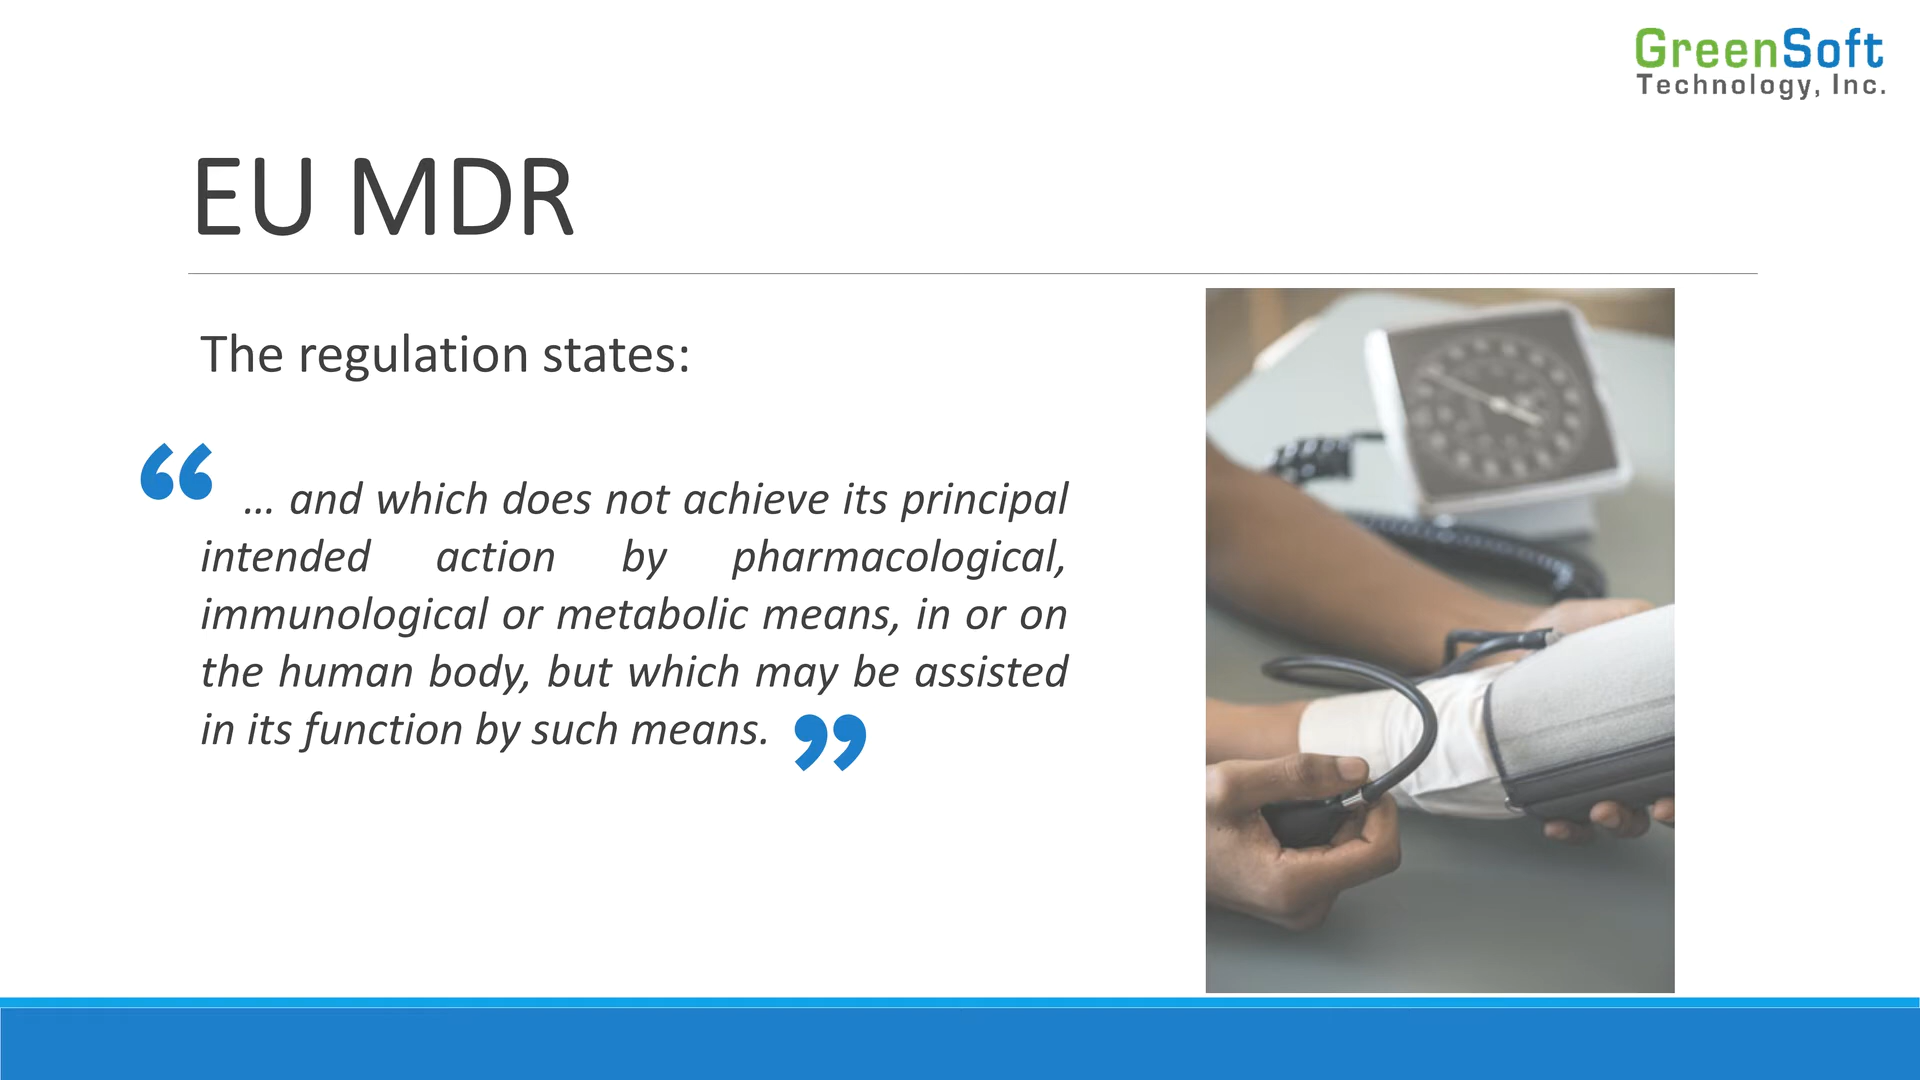 GreenSoft
Technology, Inc.
EU MDR
The regulation states:
“ … and which does not achieve its principal
intended action by pharmacological,
immunological or metabolic means, in or on
the human body, but which may be assisted
in its function by such means. ”